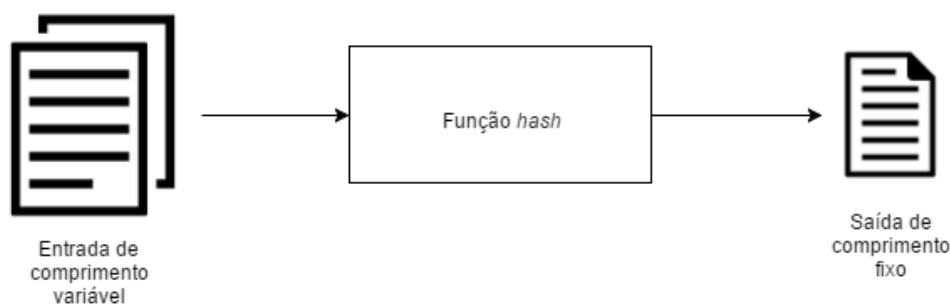 Função hash
Entrada de
comprimento
variável
Saída de
comprimento
fixo